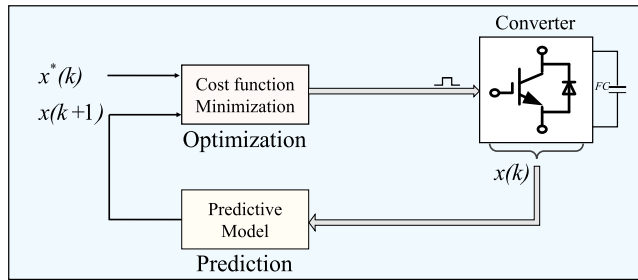 Converter
x*(k)
Cost function
Minimization
x(k+1)
Optimization
FC
x(k)
Predictive
Model
Prediction